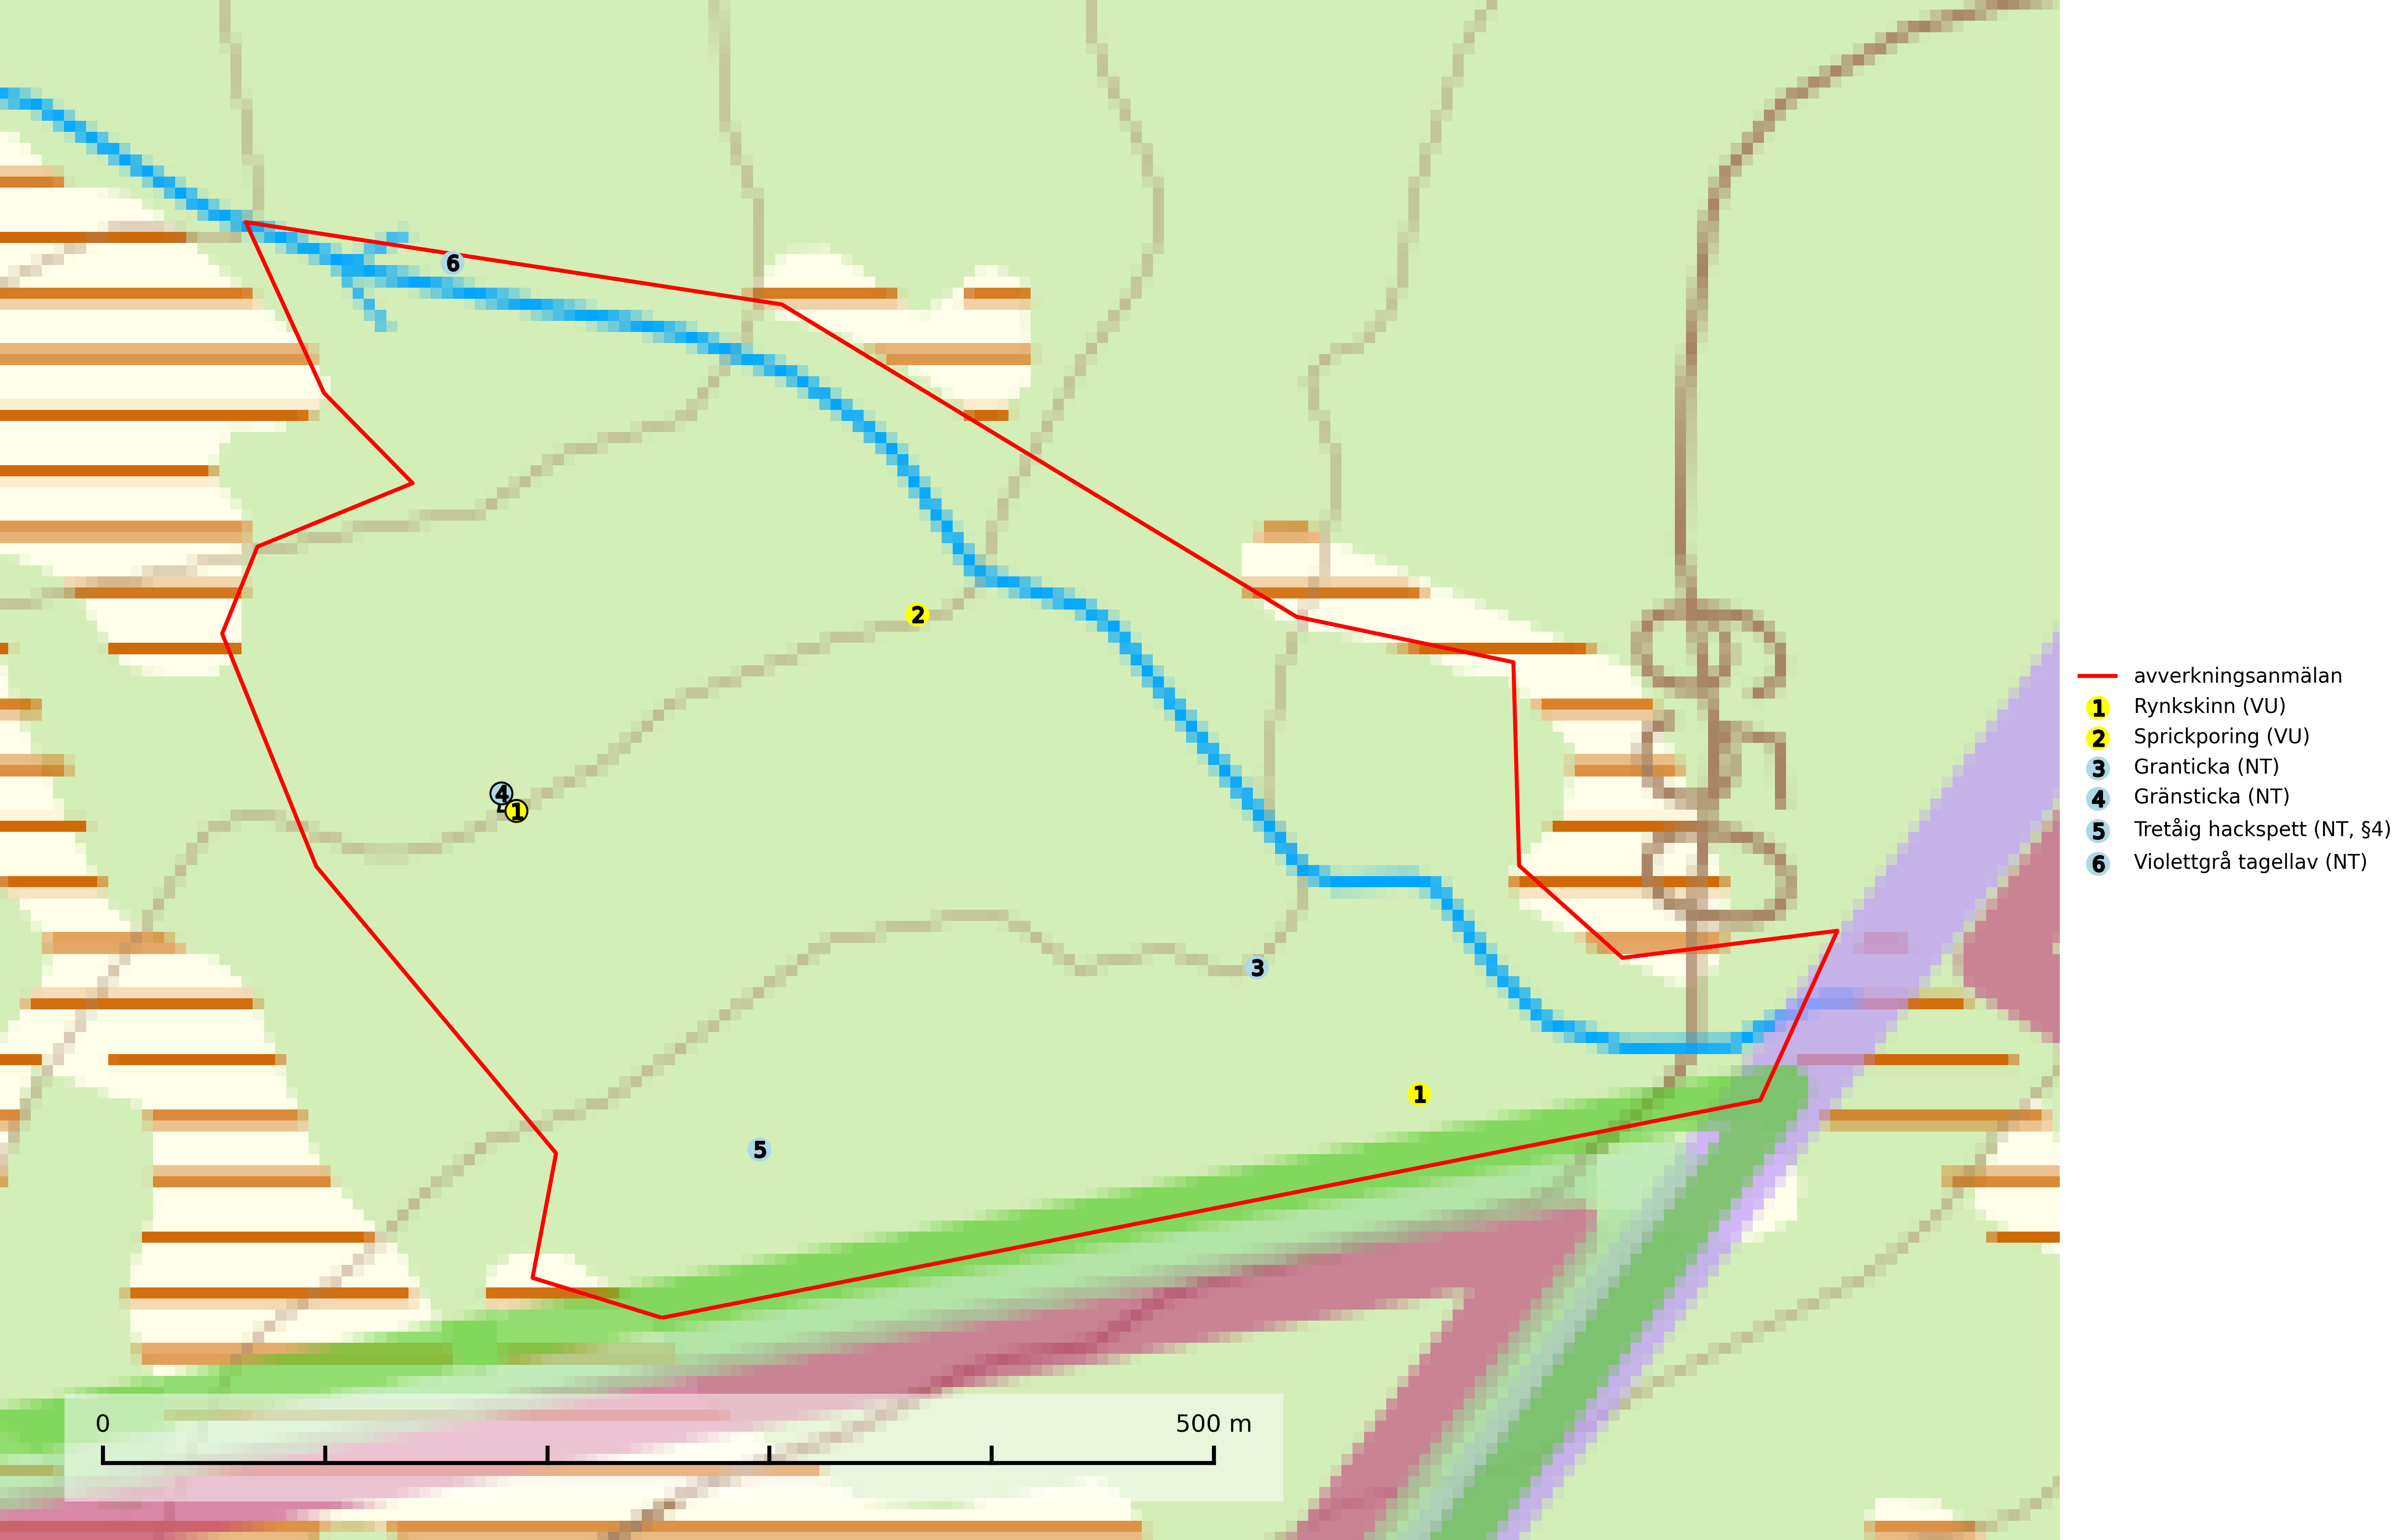 6
2
4
1
3
1
5
650
0 500 m
avverkningsanmälan
1 Rynkskinn (VU)
2 Sprickporing (VU)
3 Granticka (NT)
4 Gränsticka (NT)
5 Tretåig hackspett (NT, §4)
6 Violettgrå tagellav (NT)